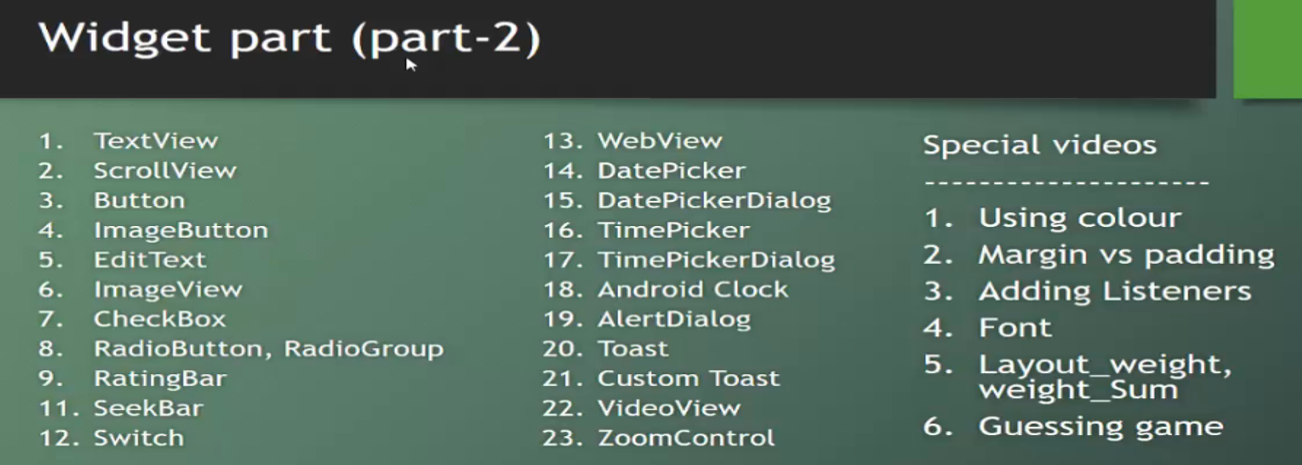 Widget part (part-2)
1. TextView
2. ScrollView
3. Button
4. ImageButton
5. EditText
6. ImageView
7. CheckBox
8. RadioButton, RadioGroup
9. RatingBar
11. SeekBar
12. Switch
13. WebView
14. DatePicker
15. DatePickerDialog
16. TimePicker
17. TimePickerDialog
18. Android Clock
19. AlertDialog
20. Toast
21. Custom Toast
22. VideoView
23. ZoomControl
Special videos
---------------------
1. Using colour
2. Margin vs padding
3. Adding Listeners
4. Font
5. Layout_weight,
weight_Sum
6. Guessing game